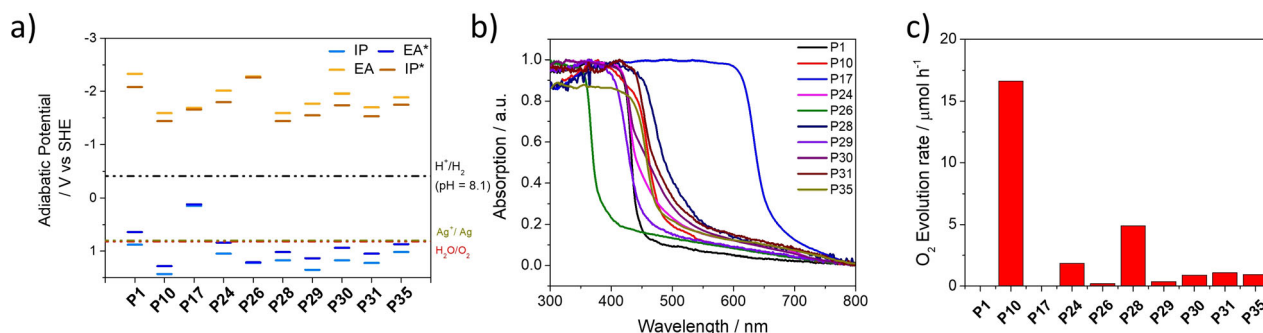 a)
-3
-2
-1
0
1
Adiabatic Potential
/ V vs SHE
IP
EA*
EA
IP*
H⁺/H₂
(pH = 8.1)
Ag⁺/ Ag
H₂O/O₂
P1
P10
P17
P24
P26
P28
P29
P30
P31
P35
b)
1.0
0.8
0.6
0.4
0.2
0.0
Absorption / a.u.
P1
P10
P17
P24
P26
P28
P29
P30
P31
P35
300
400
500
600
700
800
Wavelength / nm
c)
20
15
10
5
0
O₂ Evolution rate / μmol h⁻¹
P1
P10
P17
P24
P26
P28
P29
P30
P31
P35